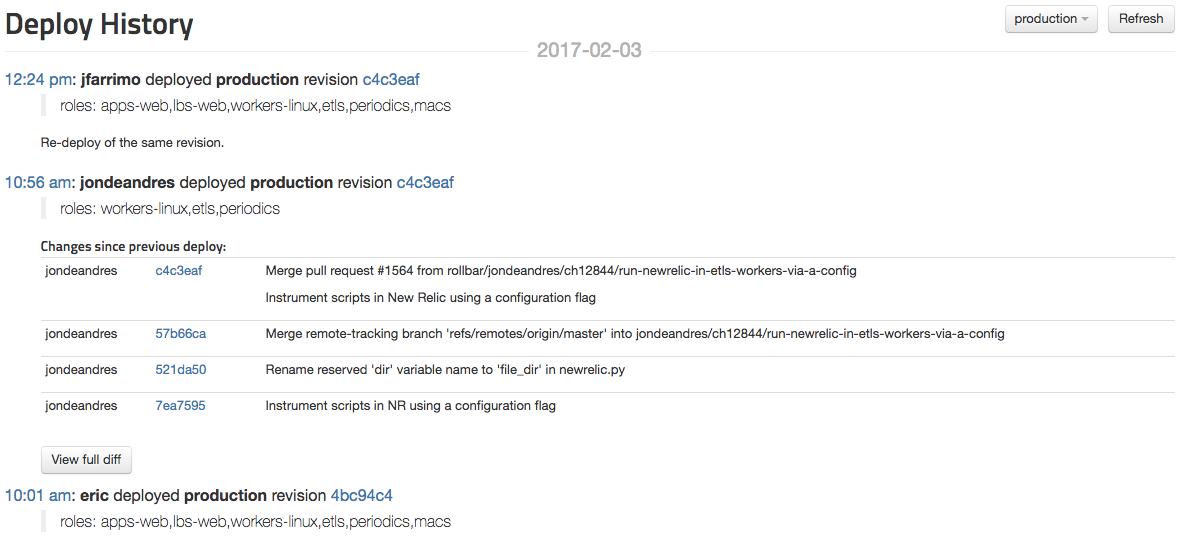 Deploy History
production
Refresh
2017-02-03
12:24 pm: jfarrimo deployed production revision c4c3eaf
roles: apps-web,lbs-web,workers-linux,etls,periodics,macs
Re-deploy of the same revision.
10:56 am: jondeandres deployed production revision c4c3eaf
roles: workers-linux,etls,periodics
Changes since previous deploy:
jondeandres c4c3eaf Merge pull request #1564 from rollbar/jondeandres/ch12844/run-newrelic-in-etls-workers-via-a-config
Instrument scripts in New Relic using a configuration flag
jondeandres 57b66ca Merge remote-tracking branch 'refs/remotes/origin/master' into jondeandres/ch12844/run-newrelic-in-etls-workers-via-a-config
jondeandres 521da50 Rename reserved 'dir' variable name to 'file_dir' in newrelic.py
jondeandres 7ea7595 Instrument scripts in NR using a configuration flag
View full diff
10:01 am: eric deployed production revision 4bc94c4
roles: apps-web,lbs-web,workers-linux,etls,periodics,macs